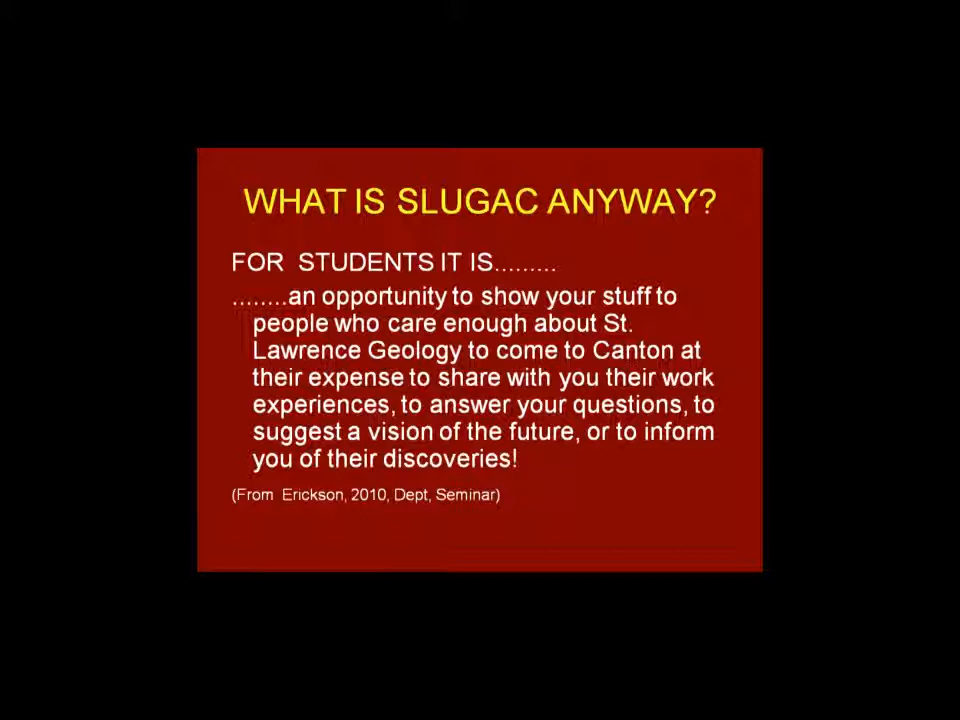 WHAT IS SLUGAC ANYWAY?
FOR  STUDENTS IT IS.........
........an opportunity to show your stuff to
people who care enough about St.
Lawrence Geology to come to Canton at
their expense to share with you their work
experiences, to answer your questions, to
suggest a vision of the future, or to inform
you of their discoveries!
(From  Erickson, 2010, Dept, Seminar)